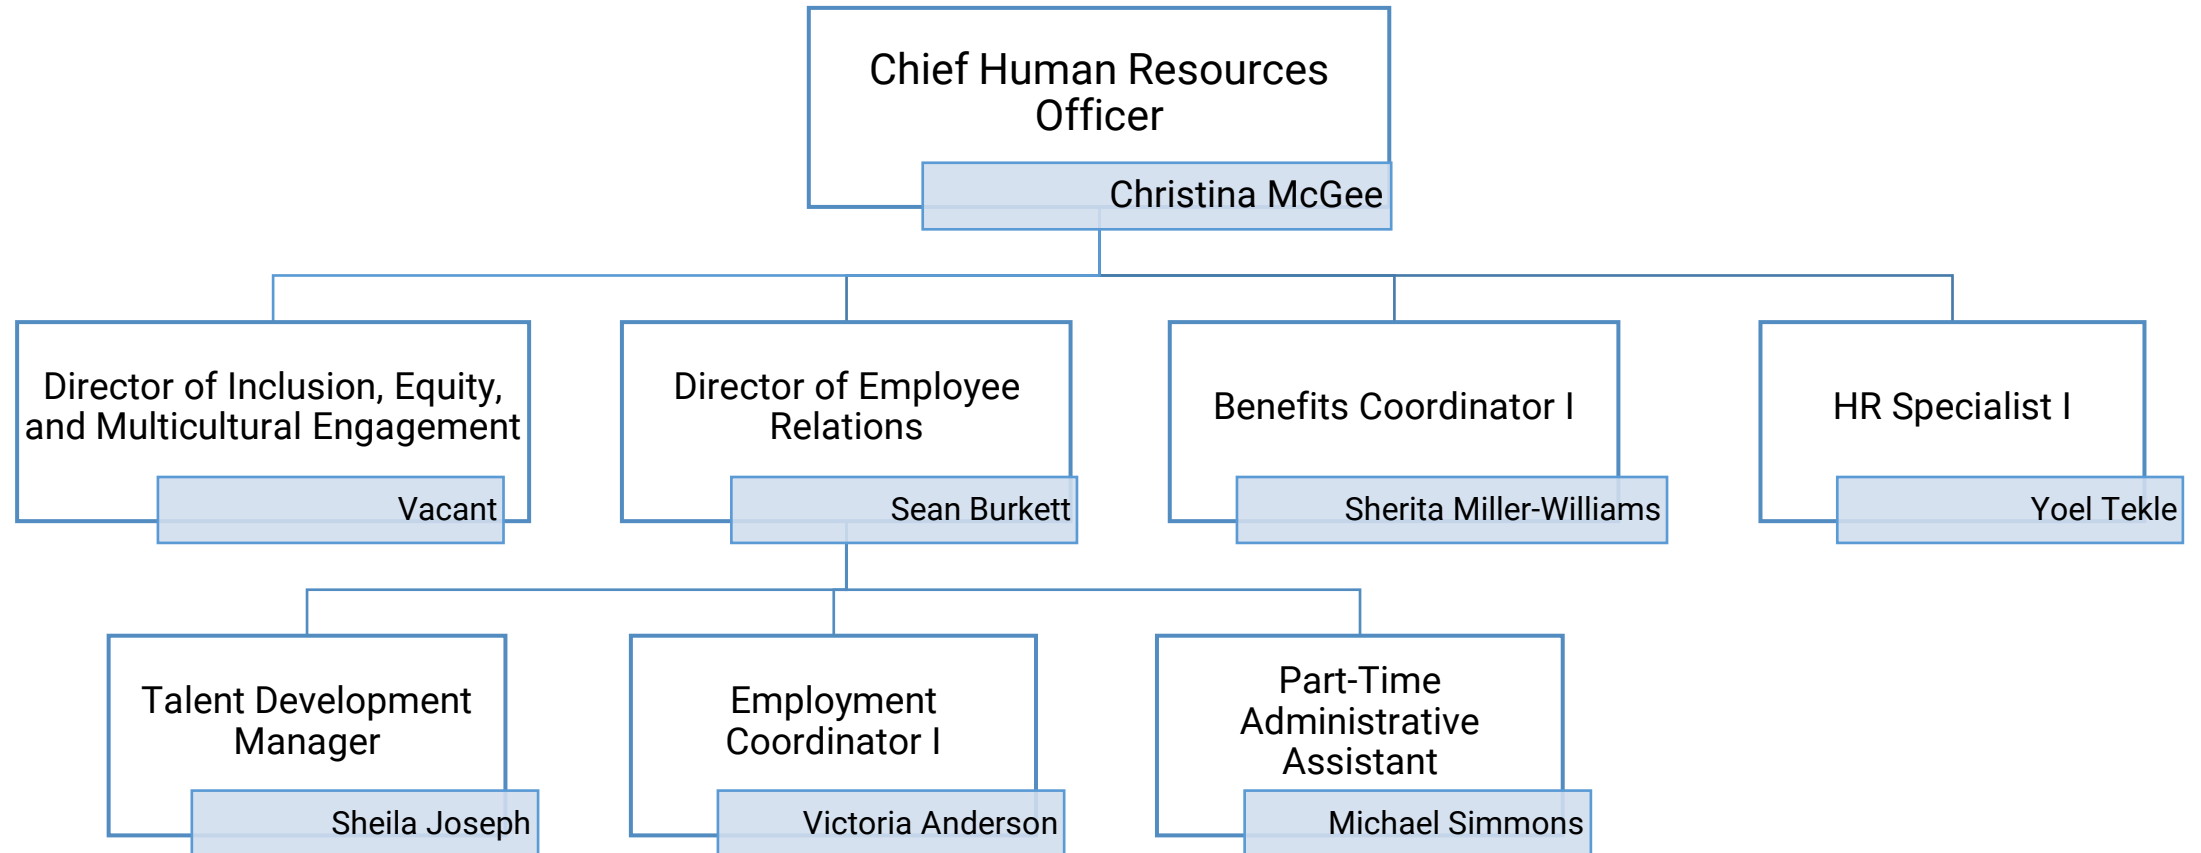 Chief Human Resources
Officer
Christina McGee
Director of Inclusion, Equity,
and Multicultural Engagement
Vacant
Director of Employee
Relations
Sean Burkett
Benefits Coordinator I
Sherita Miller-Williams
HR Specialist I
Yoel Tekle
Talent Development
Manager
Sheila Joseph
Employment
Coordinator I
Victoria Anderson
Part-Time
Administrative
Assistant
Michael Simmons